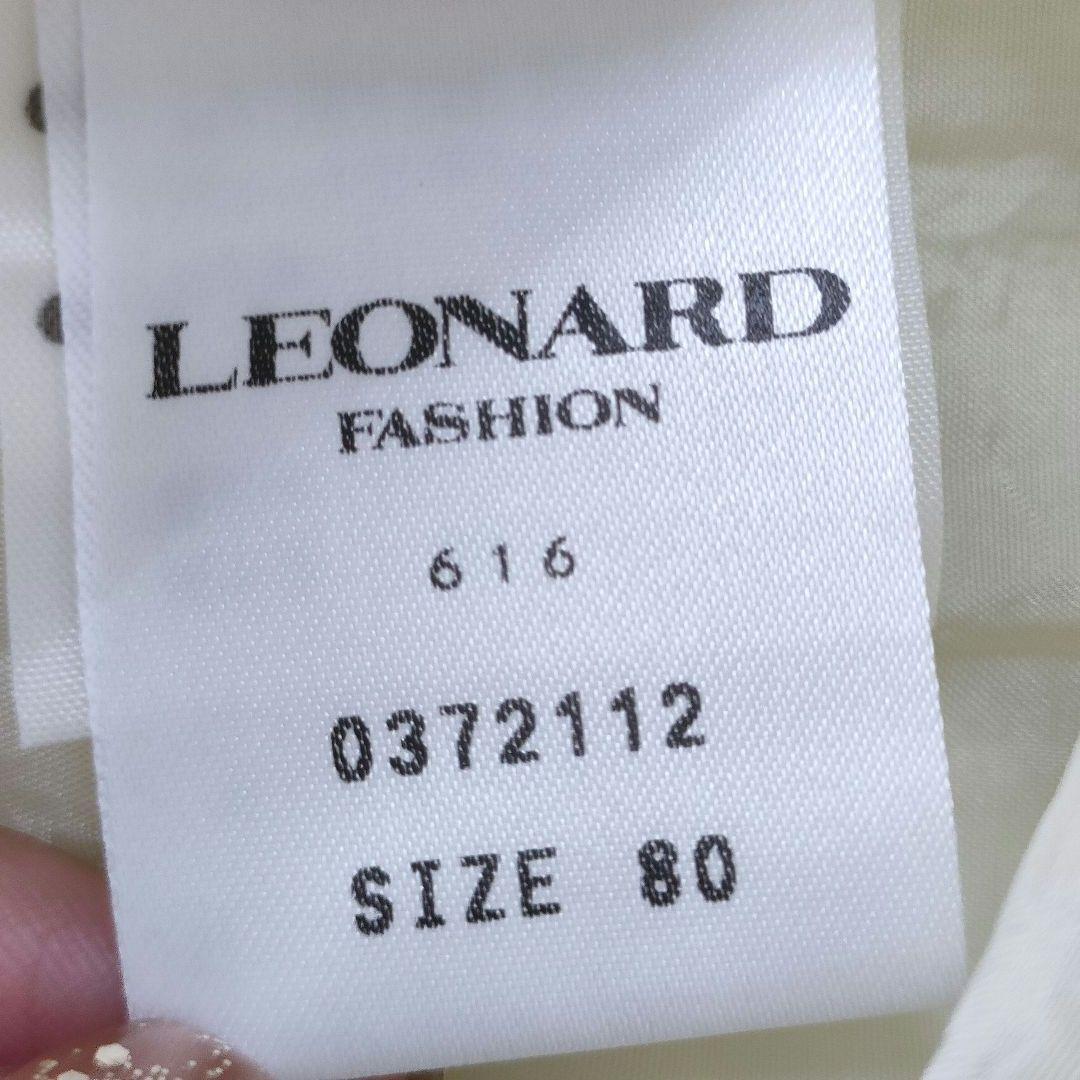 LEONARD
FASHION
616
0372112
SIZE 80